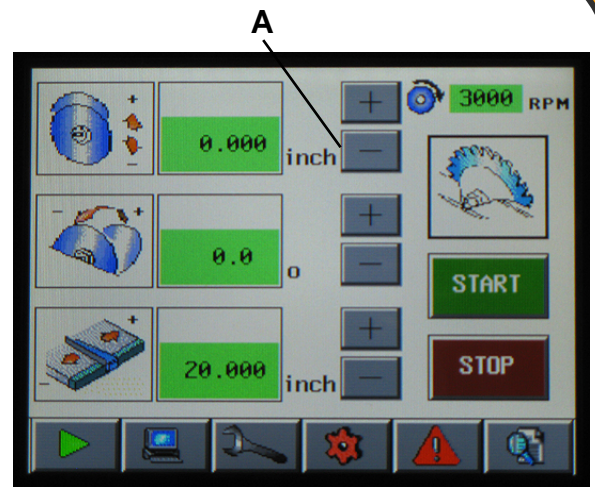 A
+
+
0.000
inch
-
-
3000 RPM
-
+
+
0.0
o
-
START
+
+
-
20.000
inch
-
STOP